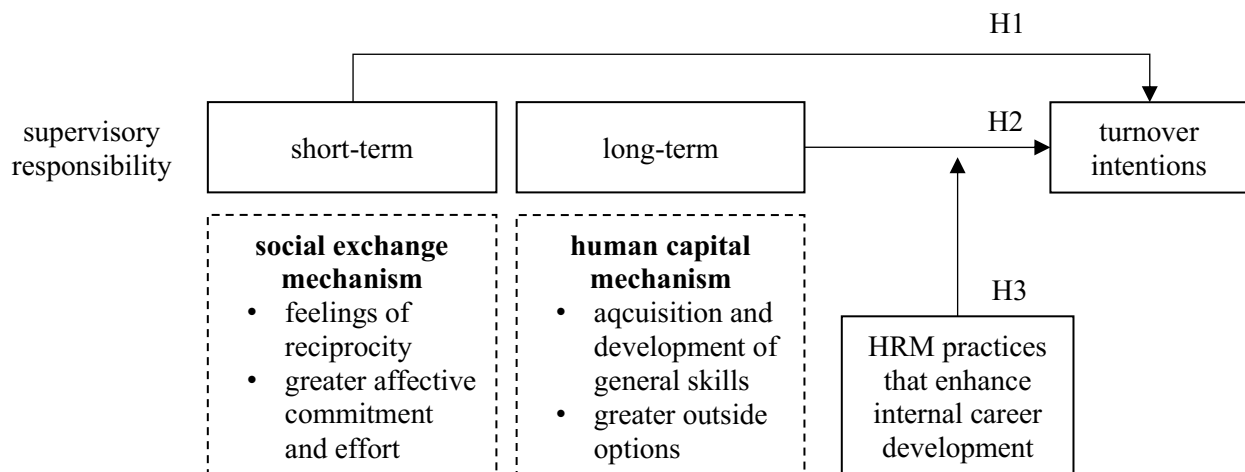 H1
supervisory
responsibility
short-term
long-term
H2
turnover
intentions
social exchange
mechanism
• feelings of
reciprocity
• greater affective
commitment
and effort
human capital
mechanism
• aqcuisition and
development of
general skills
• greater outside
options
H3
HRM practices
that enhance
internal career
development